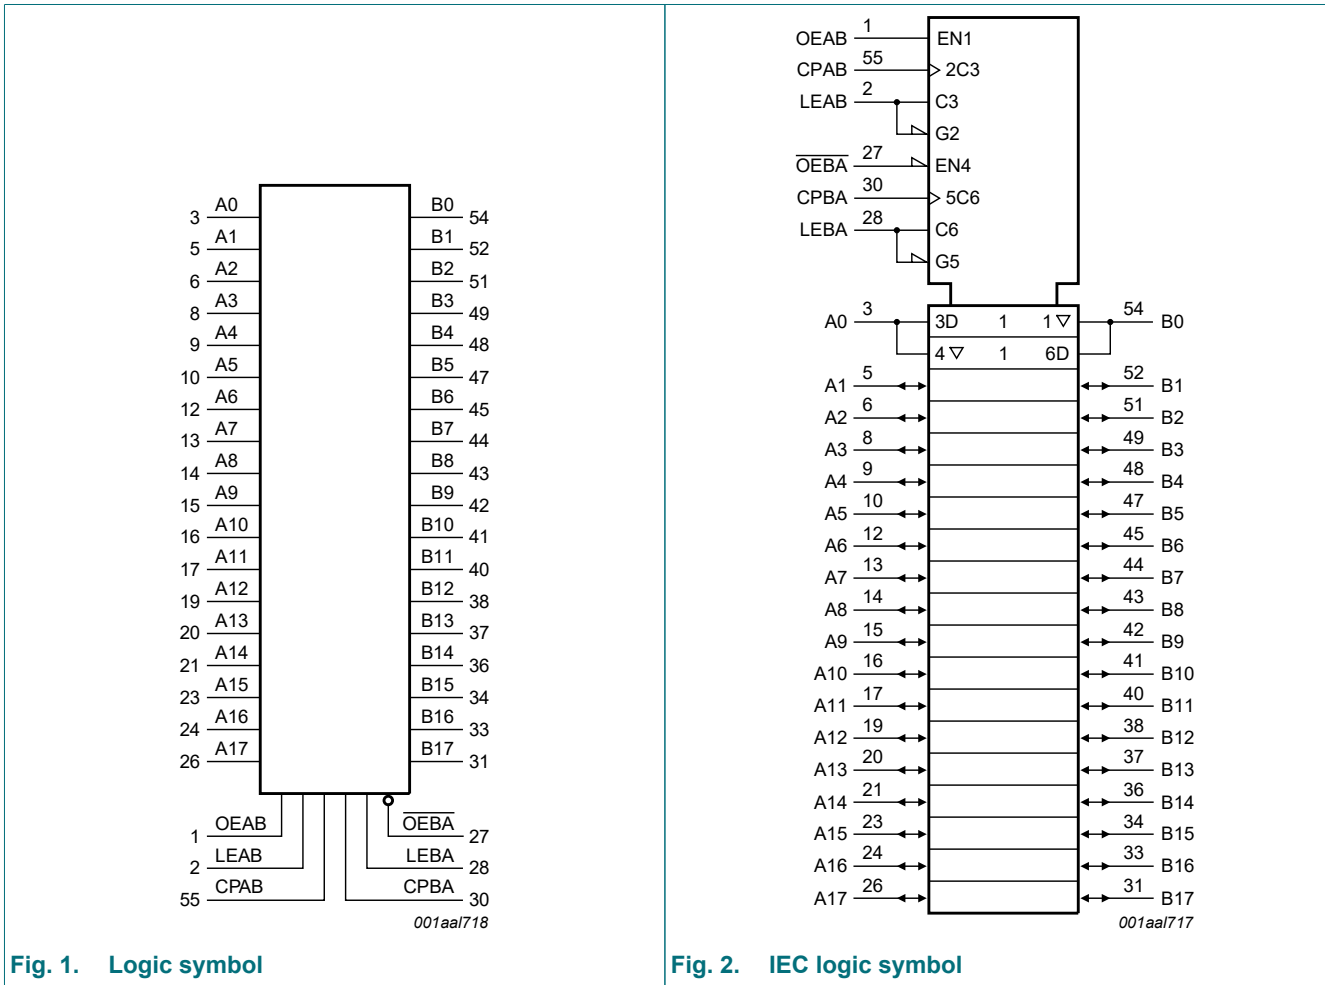 3 A0 B0 54
5 A1 B1 52
6 A2 B2 51
8 A3 B3 49
9 A4 B4 48
10 A5 B5 47
12 A6 B6 45
13 A7 B7 44
14 A8 B8 43
15 A9 B9 42
16 A10 B10 41
17 A11 B11 40
19 A12 B12 38
20 A13 B13 37
21 A14 B14 36
23 A15 B15 34
24 A16 B16 33
26 A17 B17 31
1 OEAB OEBA 27
2 LEAB LEBA 28
55 CPAB CPBA 30
001aal718
Fig. 1. Logic symbol
OEAB 1 EN1
CPAB 55 2C3
LEAB 2 C3
G2
OEBA 27 EN4
CPBA 30 5C6
LEBA 28 C6
G5
A0 3 3D 1 1 ▽ 54 B0
4 ▽ 1 6D
A1 5 52 B1
A2 6 51 B2
A3 8 49 B3
A4 9 48 B4
A5 10 47 B5
A6 12 45 B6
A7 13 44 B7
A8 14 43 B8
A9 15 42 B9
A10 16 41 B10
A11 17 40 B11
A12 19 38 B12
A13 20 37 B13
A14 21 36 B14
A15 23 34 B15
A16 24 33 B16
A17 26 31 B17
001aal717
Fig. 2. IEC logic symbol